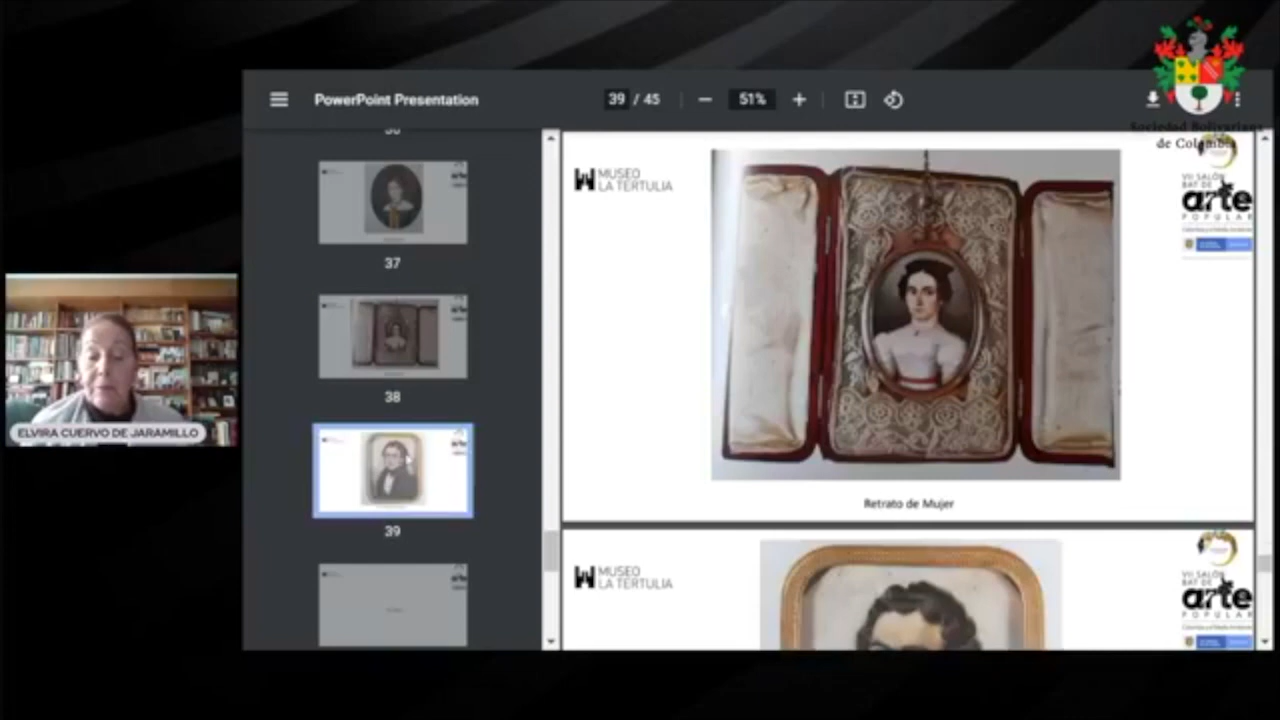 PowerPoint Presentation
39 / 45
51%
Sociedad Bolivariana
de Colombia
MUSEO
LA TERTULIA
VII SALÓN
BAT DE
arte
POPULAR
37
38
39
ELVIRA CUERVO DE JARAMILLO
Retrato de Mujer
MUSEO
LA TERTULIA
VII SALÓN
BAT DE
arte
POPULAR